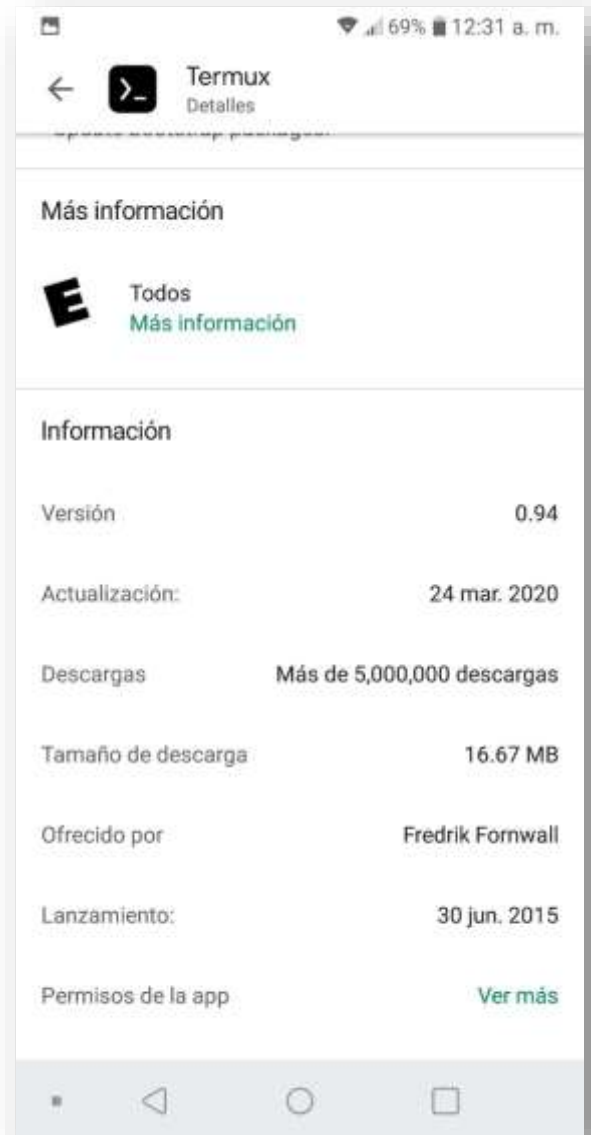 69% 12:31 a. m.
Termux
Detalles
Más información
E
Todos
Más información
Información
Versión 0.94
Actualización: 24 mar. 2020
Descargas Más de 5,000,000 descargas
Tamaño de descarga 16.67 MB
Ofrecido por Fredrik Fornwall
Lanzamiento: 30 jun. 2015
Permisos de la app Ver más